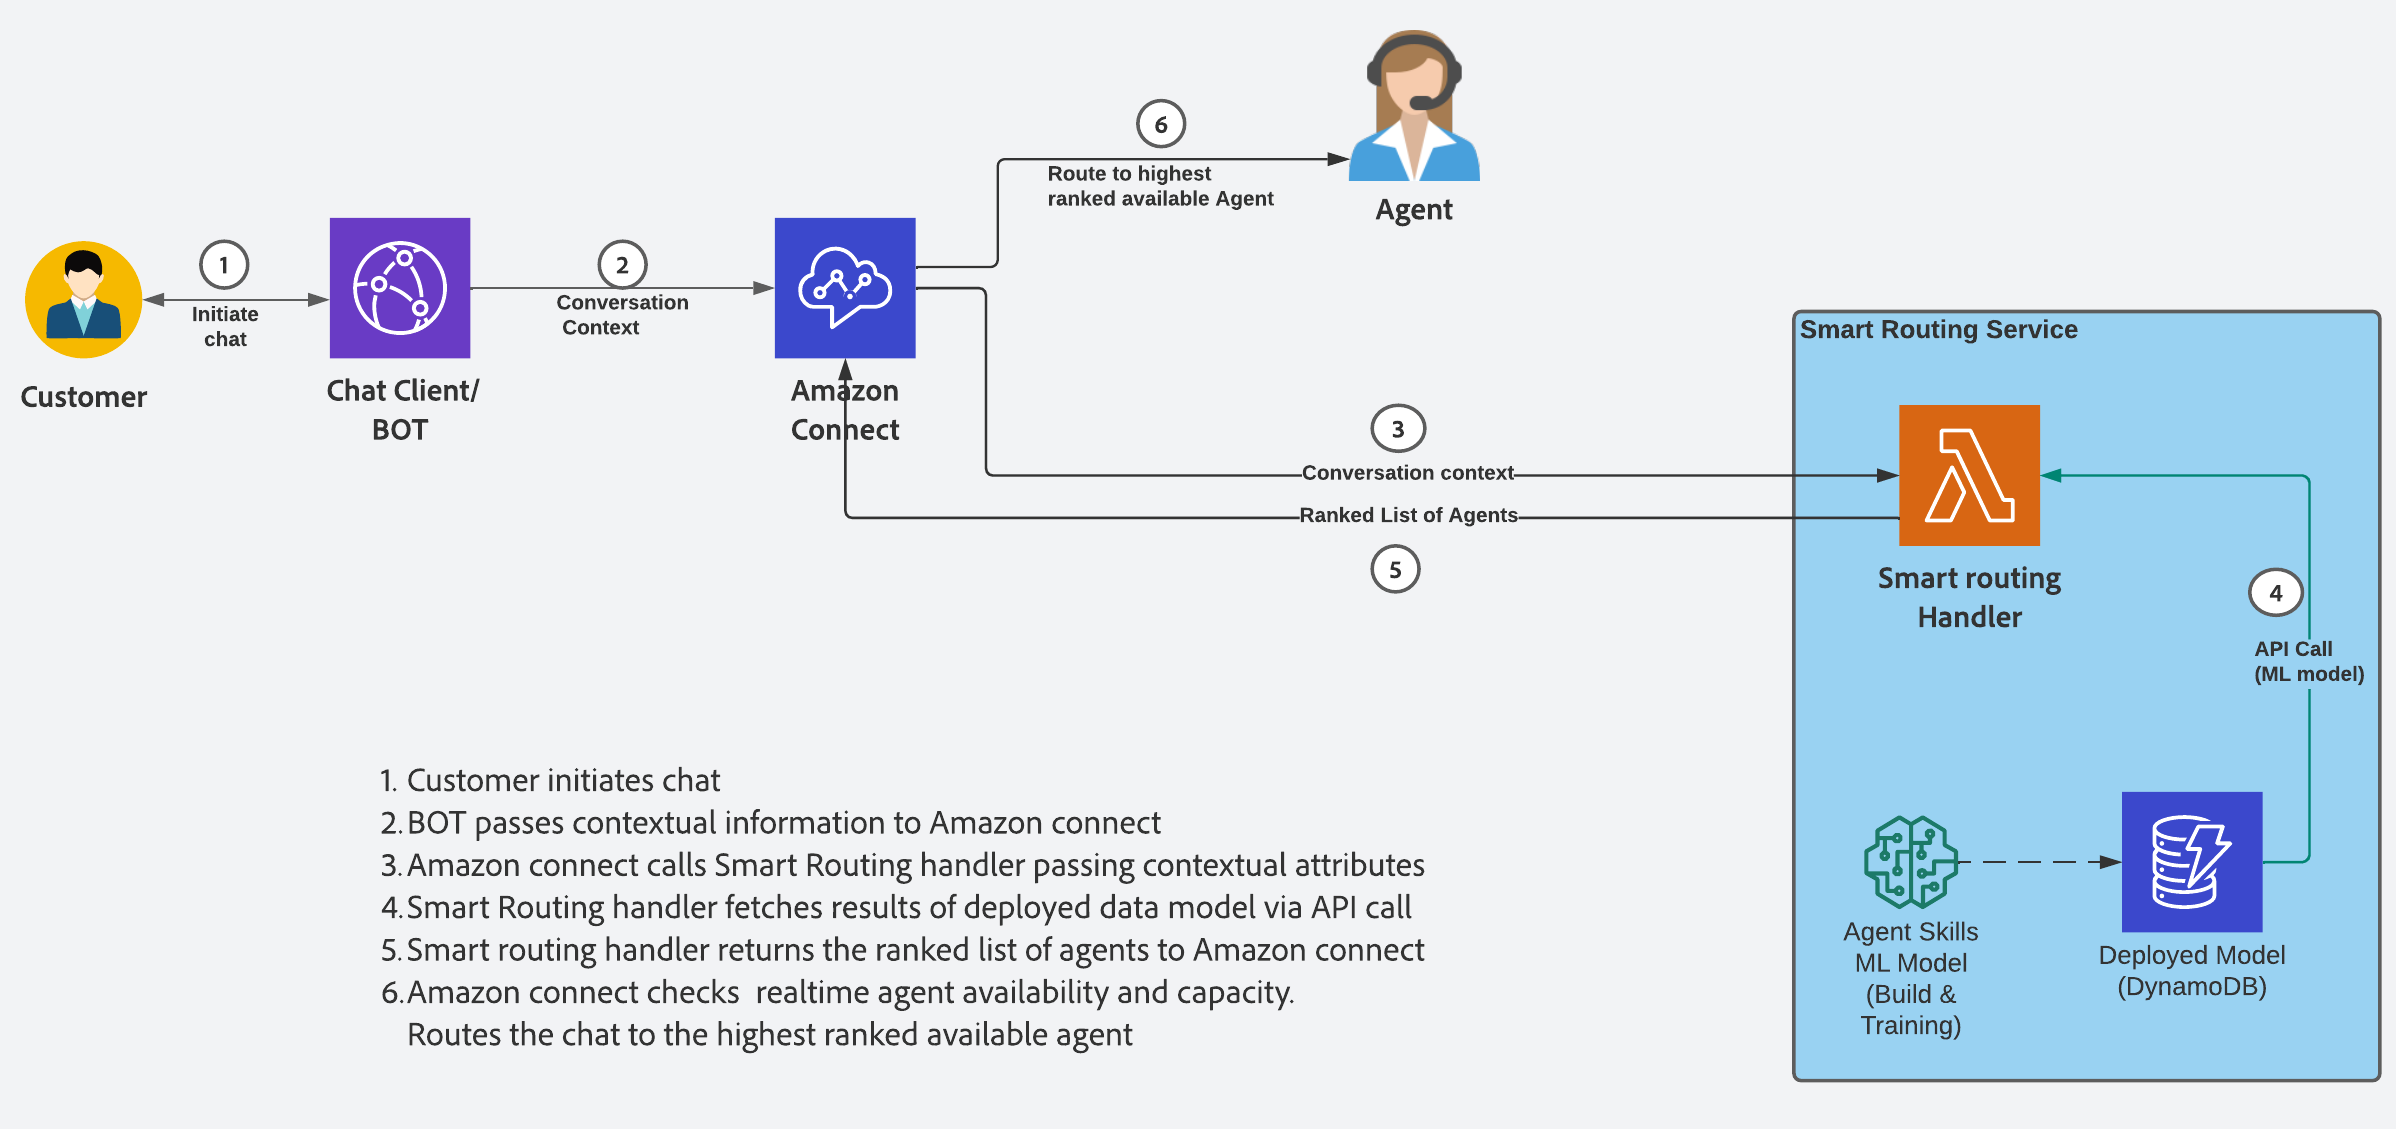 6
Route to highest
ranked available Agent
Agent
1
Initiate
chat
2
Conversation
Context
Customer
Chat Client/
BOT
Amazon
Connect
Smart Routing Service
3
Conversation context
Ranked List of Agents
5
Smart routing
Handler
4
API Call
(ML model)
1. Customer initiates chat
2. BOT passes contextual information to Amazon connect
3. Amazon connect calls Smart Routing handler passing contextual attributes
4. Smart Routing handler fetches results of deployed data model via API call
5. Smart routing handler returns the ranked list of agents to Amazon connect
6. Amazon connect checks realtime agent availability and capacity.
Routes the chat to the highest ranked available agent
Agent Skills
ML Model
(Build &
Training)
Deployed Model
(DynamoDB)